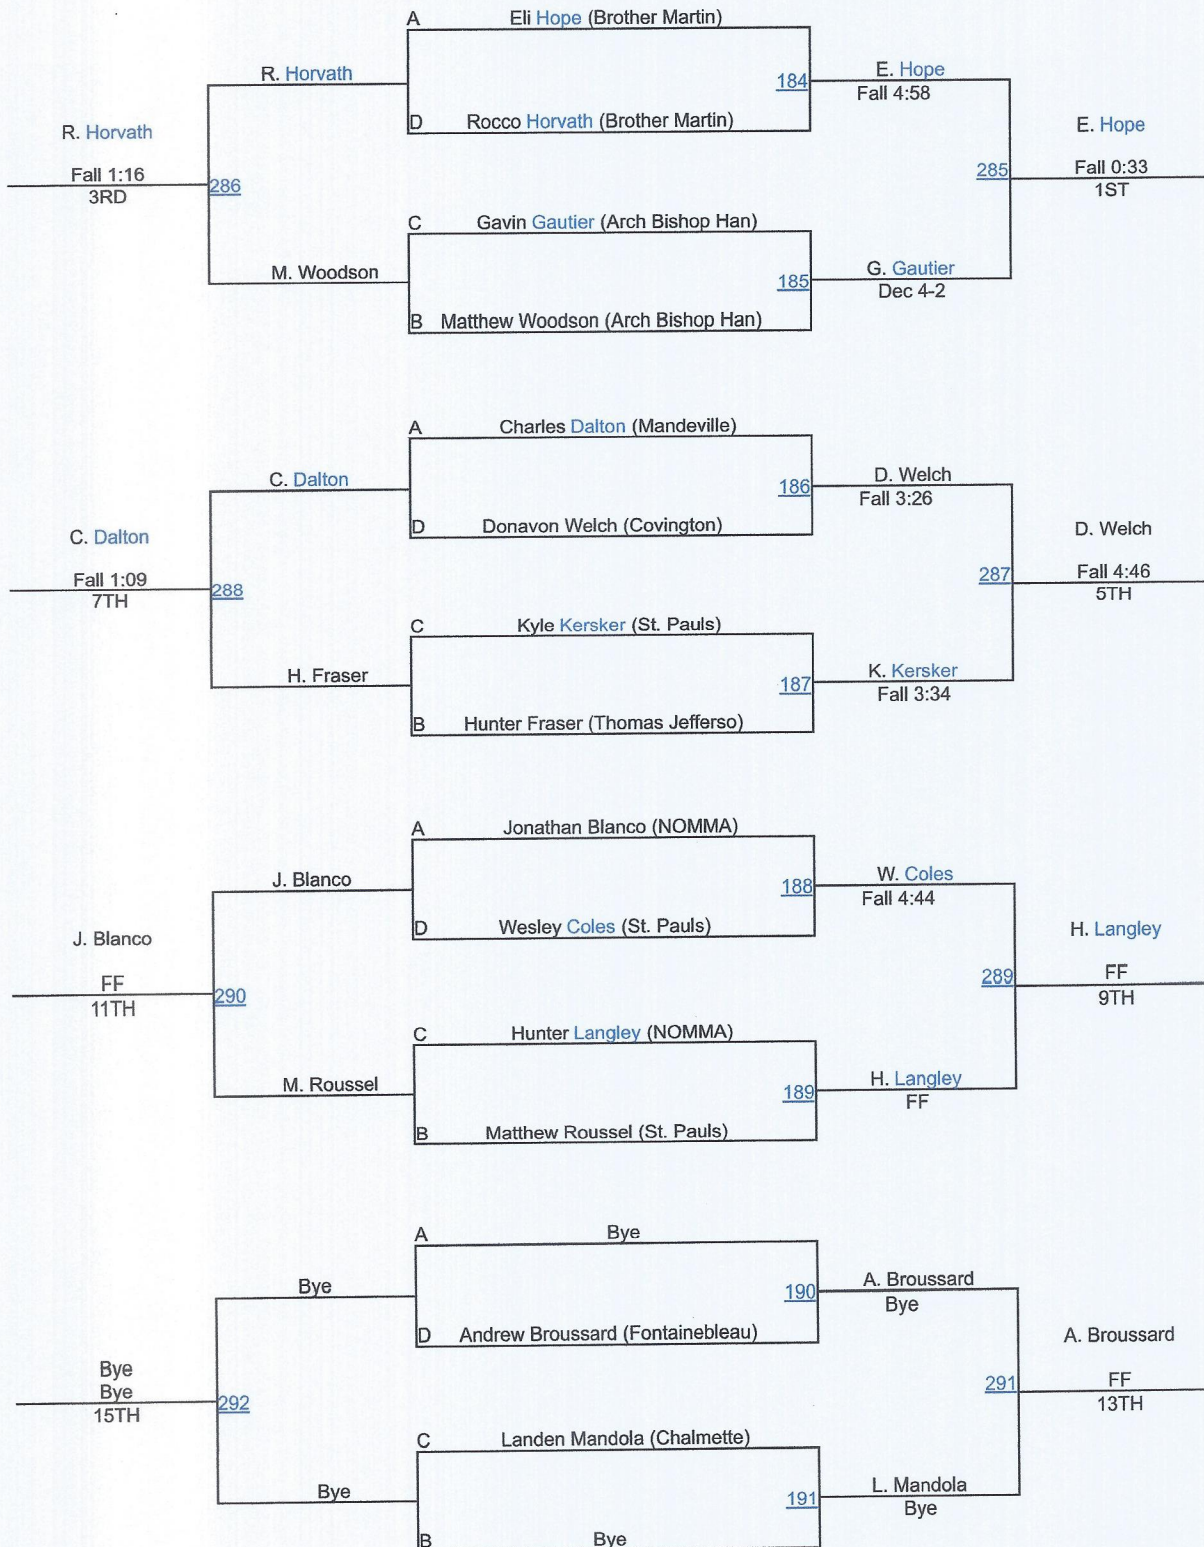 A Eli Hope (Brother Martin)
R. Horvath
184
E. Hope
Fall 4:58
D Rocco Horvath (Brother Martin)
R. Horvath
Fall 1:16
3RD
286
285
E. Hope
Fall 0:33
1ST
C Gavin Gautier (Arch Bishop Han)
M. Woodson
185
G. Gautier
Dec 4-2
B Matthew Woodson (Arch Bishop Han)
A Charles Dalton (Mandeville)
C. Dalton
186
D. Welch
Fall 3:26
D Donavon Welch (Covington)
C. Dalton
Fall 1:09
7TH
288
287
D. Welch
Fall 4:46
5TH
C Kyle Kersker (St. Pauls)
H. Fraser
187
K. Kersker
Fall 3:34
B Hunter Fraser (Thomas Jefferso)
A Jonathan Blanco (NOMMA)
J. Blanco
188
W. Coles
Fall 4:44
D Wesley Coles (St. Pauls)
J. Blanco
FF
11TH
290
289
H. Langley
FF
9TH
C Hunter Langley (NOMMA)
M. Roussel
189
H. Langley
FF
B Matthew Roussel (St. Pauls)
A Bye
Bye
190
A. Broussard
Bye
D Andrew Broussard (Fontainebleau)
Bye
Bye
15TH
292
291
A. Broussard
FF
13TH
C Landen Mandola (Chalmette)
Bye
191
L. Mandola
Bye
B Bye